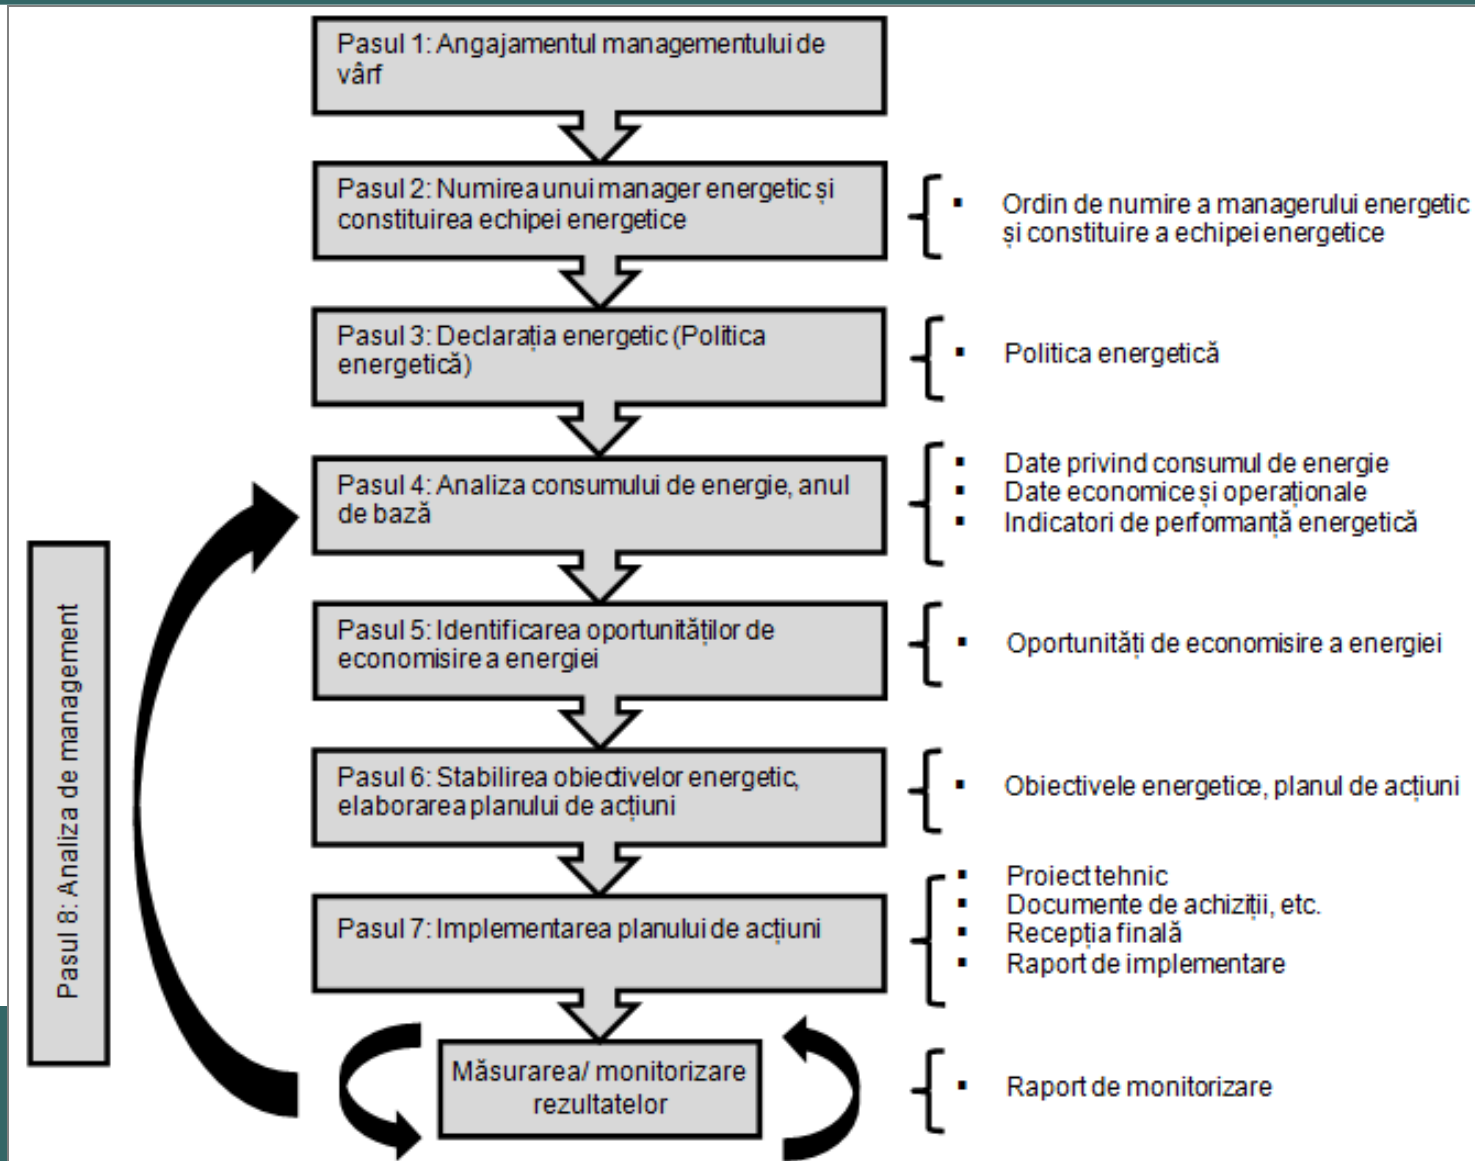 Pasul 1: Angajamentul managementului de
vârf
Pasul 2: Numirea unui manager energetic și
constituirea echipei energetice
▪ Ordin de numire a managerului energetic
și constituire a echipei energetice
Pasul 3: Declarația energetic (Politica
energetică)
▪ Politica energetică
Pasul 4: Analiza consumului de energie, anul
de bază
▪ Date privind consumul de energie
▪ Date economice și operaționale
▪ Indicatori de performanță energetică
Pasul 5: Identificarea oportunităților de
economisire a energiei
▪ Oportunități de economisire a energiei
Pasul 6: Stabilirea obiectivelor energetic,
elaborarea planului de acțiuni
▪ Obiectivele energetice, planul de acțiuni
Pasul 7: Implementarea planului de acțiuni
▪ Proiect tehnic
▪ Documente de achiziții, etc.
▪ Recepția finală
▪ Raport de implementare
Măsurarea/ monitorizare
rezultatelor
▪ Raport de monitorizare
Pasul 8: Analiza de management